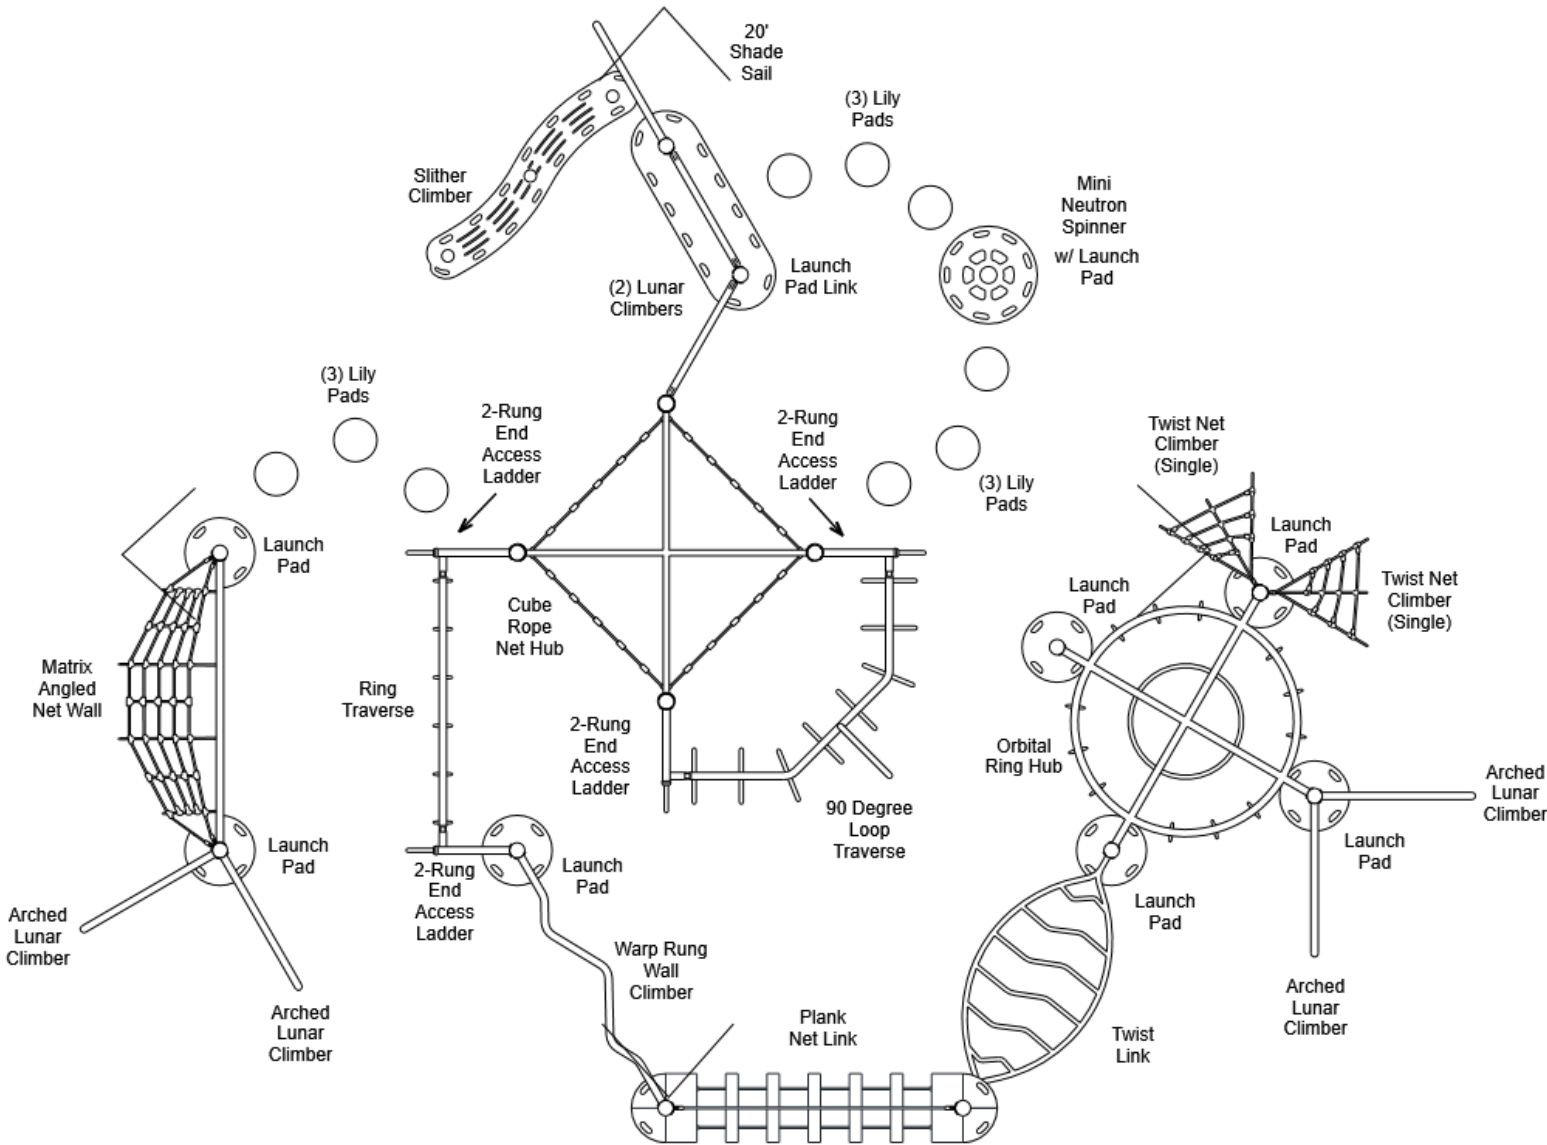 20'
Shade
Sail
(3) Lily
Pads
Slither
Climber
Mini
Neutron
Spinner
w/ Launch
Pad
Launch
Pad Link
(2) Lunar
Climbers
(3) Lily
Pads
2-Rung
End
Access
Ladder
2-Rung
End
Access
Ladder
Twist Net
Climber
(Single)
(3) Lily
Pads
Launch
Pad
Launch
Pad
Launch
Pad
Twist Net
Climber
(Single)
Cube
Rope
Net Hub
Matrix
Angled
Net Wall
Ring
Traverse
2-Rung
End
Access
Ladder
Orbital
Ring Hub
Arched
Lunar
Climber
90 Degree
Loop
Traverse
Launch
Pad
Launch
Pad
Launch
Pad
2-Rung
End
Access
Ladder
Launch
Pad
Arched
Lunar
Climber
Warp Rung
Wall
Climber
Arched
Lunar
Climber
Arched
Lunar
Climber
Plank
Net Link
Twist
Link